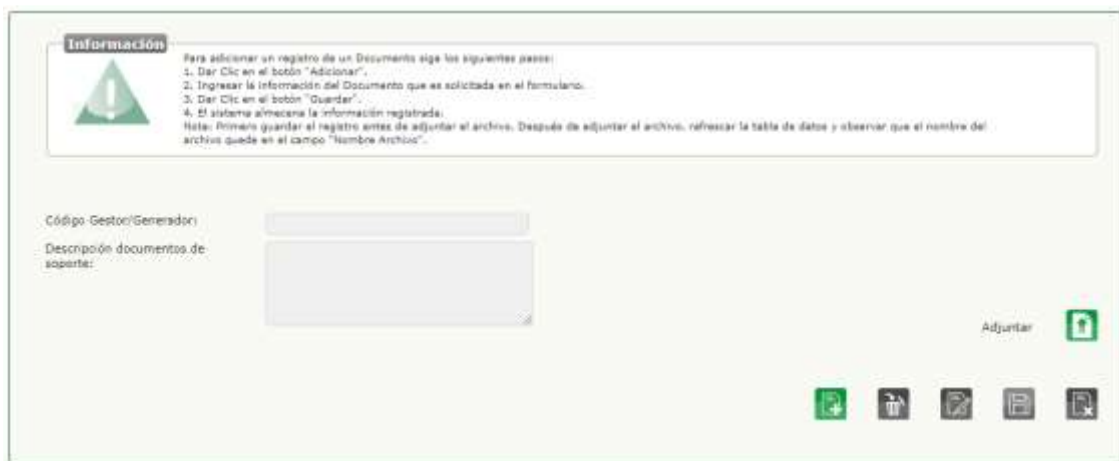 Información
Para adicionar un registro de un Documento siga los siguientes pasos:
1. Dar Clic en el botón "Adicionar".
2. Ingresar la información del Documento que es solicitada en el formulario.
3. Dar Clic en el botón "Guardar".
4. El sistema almacena la información registrada.
Nota: Primero guardar el registro antes de adjuntar el archivo. Después de adjuntar el archivo, refrescar la tabla de datos y observar que el nombre del
archivo quede en el campo "Nombre Archivo".
Código Gestor/Generador:
Descripción documentos de
soporte:
Adjuntar